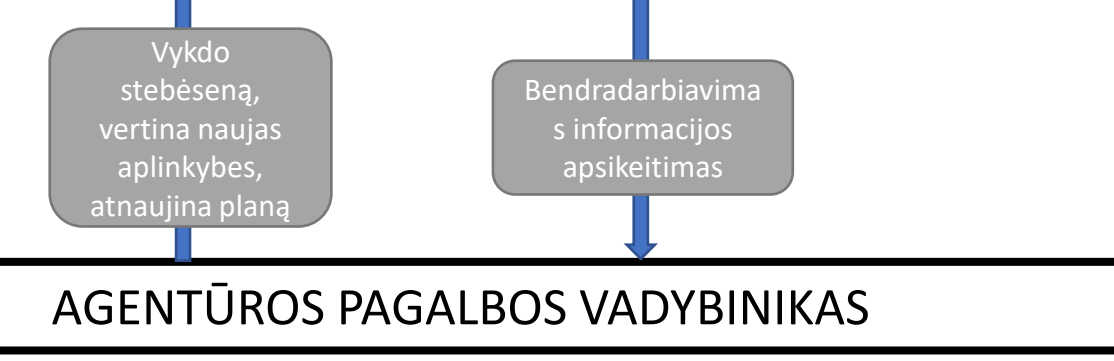 Vykdo
stebėseną,
vertina naujas
aplinkybes,
atnaujina planą
Bendradarbiavima
s informacijos
apsikeitimas
AGENTŪROS PAGALBOS VADYBINIKAS